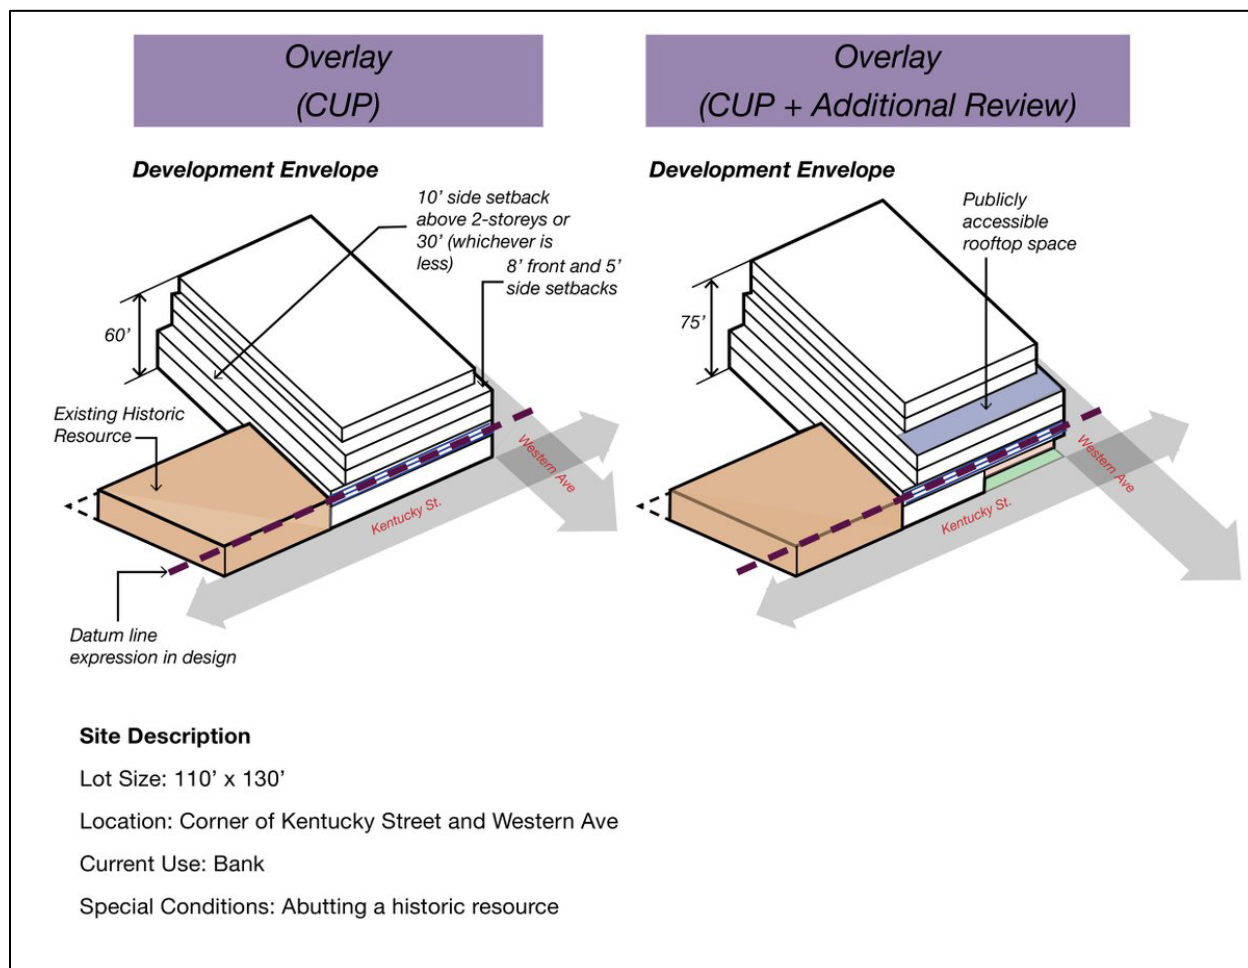 Overlay
(CUP)
Overlay
(CUP + Additional Review)
Development Envelope
10’ side setback
above 2-storeys or
30’ (whichever is
less)
8’ front and 5’
side setbacks
60’
Existing Historic
Resource
Western Ave
Kentucky St.
Datum line
expression in design
Development Envelope
Publicly
accessible
rooftop space
75’
Western Ave
Kentucky St.
Site Description
Lot Size: 110’ x 130’
Location: Corner of Kentucky Street and Western Ave
Current Use: Bank
Special Conditions: Abutting a historic resource